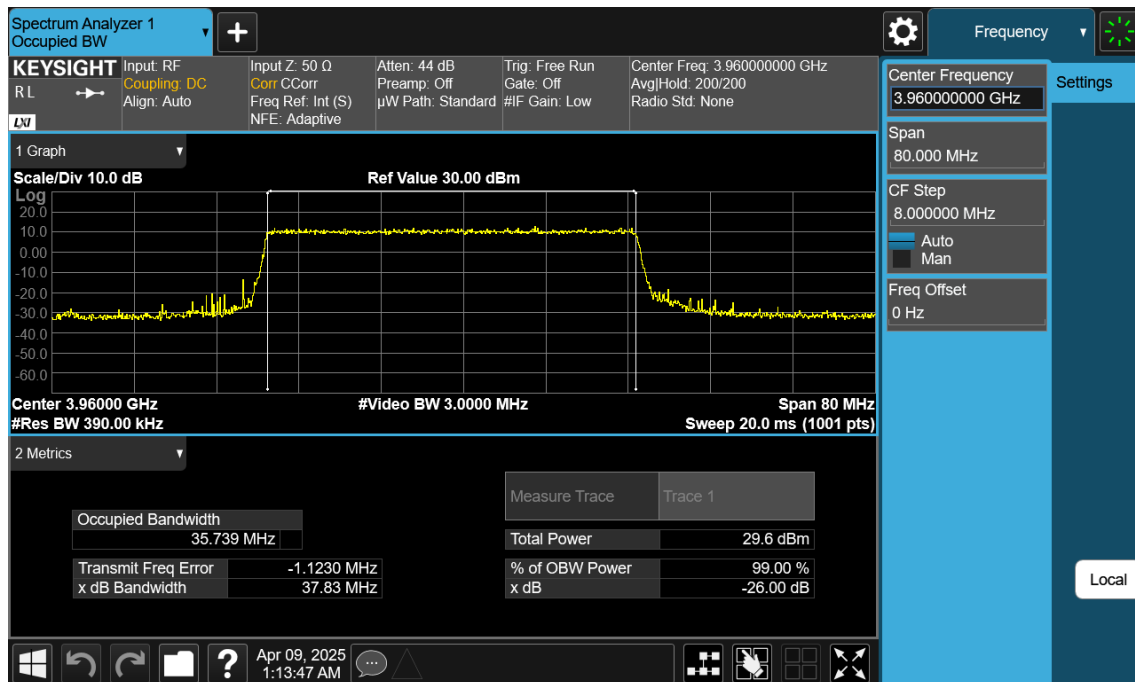 Spectrum Analyzer 1
Occupied BW
Frequency
KEYSIGHT
R L
LXI
Input: RF
Coupling: DC
Align: Auto
Input Z: 50 Ω
Corr CCorr
Freq Ref: Int (S)
NFE: Adaptive
Atten: 44 dB
Preamp: Off
µW Path: Standard
Trig: Free Run
Gate: Off
#IF Gain: Low
Center Freq: 3.960000000 GHz
Avg|Hold: 200/200
Radio Std: None
1 Graph
Scale/Div 10.0 dB
Ref Value 30.00 dBm
Log
20.0
10.0
0.00
-10.0
-20.0
-30.0
-40.0
-50.0
-60.0
Center 3.96000 GHz
#Video BW 3.0000 MHz
Span 80 MHz
#Res BW 390.00 kHz
Sweep 20.0 ms (1001 pts)
2 Metrics
Measure Trace
Trace 1
Occupied Bandwidth
35.739 MHz
Total Power
29.6 dBm
Transmit Freq Error
-1.1230 MHz
% of OBW Power
99.00 %
x dB Bandwidth
37.83 MHz
x dB
-26.00 dB
Center Frequency
3.960000000 GHz
Settings
Span
80.000 MHz
CF Step
8.000000 MHz
Auto
Man
Freq Offset
0 Hz
Local
?
Apr 09, 2025
1:13:47 AM